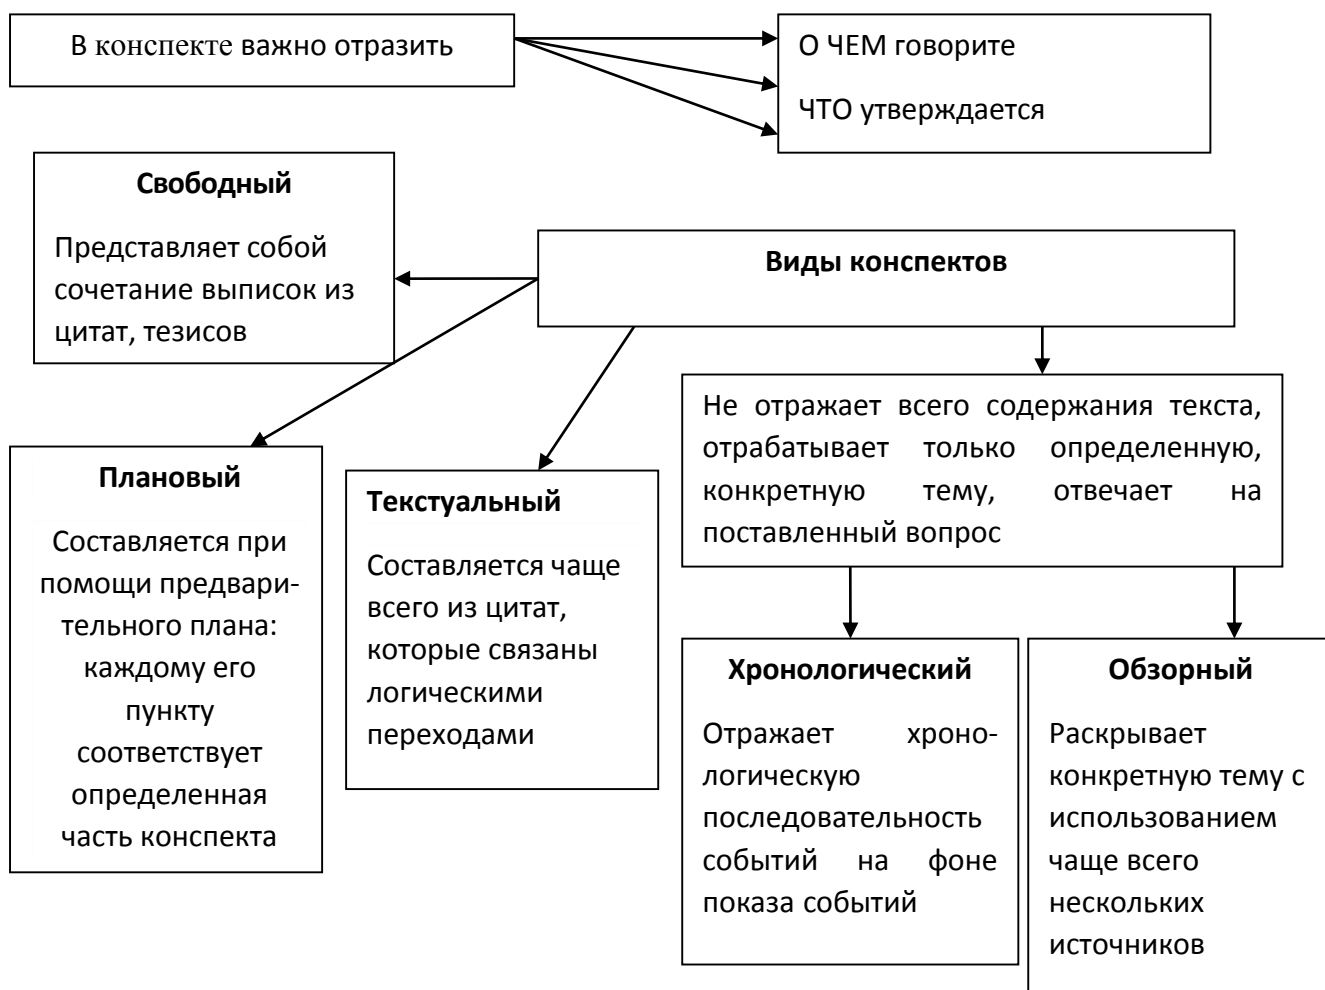 В конспекте важно отразить
О ЧЕМ говорите
ЧТО утверждается
Свободный
Представляет собой
сочетание выписок из
цитат, тезисов
Виды конспектов
Не отражает всего содержания текста,
отрабатывает только определенную,
конкретную тему, отвечает на
поставленный вопрос
Плановый
Составляется при
помощи предвари-
тельного плана:
каждому его
пункту
соответствует
определенная
часть конспекта
Текстуальный
Составляется чаще
всего из цитат,
которые связаны
логическими
переходами
Хронологический
Отражает хроно-
логическую
последовательность
событий на фоне
показа событий
Обзорный
Раскрывает
конкретную тему с
использованием
чаще всего
нескольких
источников